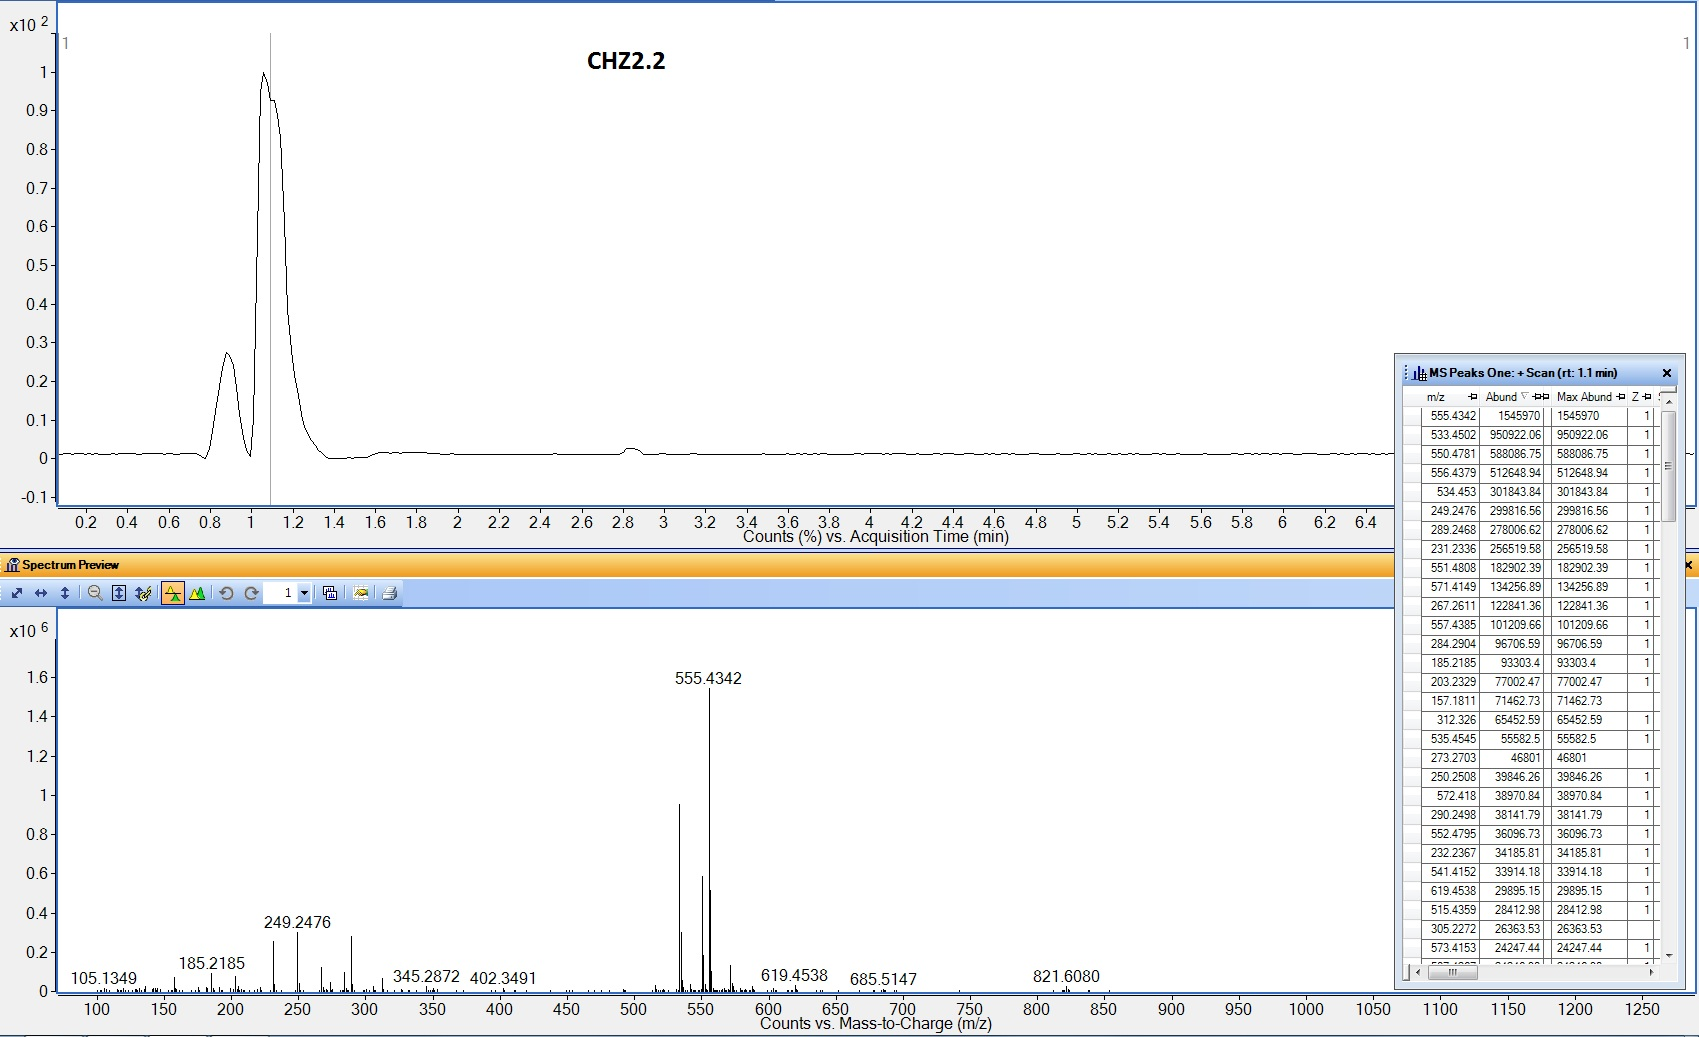 x10 2
1
1
CHZ2.2
1
0.9
0.8
0.7
0.6
0.5
0.4
0.3
0.2
0.1
0
-0.1
0.2 0.4 0.6 0.8 1 1.2 1.4 1.6 1.8 2 2.2 2.4 2.6 2.8 3 3.2 3.4 3.6 3.8 4 4.2 4.4 4.6 4.8 5 5.2 5.4 5.6 5.8 6 6.2 6.4
Counts (%) vs. Acquisition Time (min)
Spectrum Preview
1
x10 6
1.6
1.4
1.2
1
0.8
0.6
0.4
0.2
0
555.4342
249.2476
185.2185
105.1349
345.2872
402.3491
619.4538
685.5147
821.6080
100 150 200 250 300 350 400 450 500 550 600 650 700 750 800 850 900 950 1000 1050 1100 1150 1200 1250
Counts vs. Mass-to-Charge (m/z)
MS Peaks One: + Scan (rt: 1.1 min)
m/z Abund Max Abund Z
555.4342 1545970 1545970 1
533.4502 950922.06 950922.06 1
550.4781 588086.75 588086.75 1
556.4379 512648.94 512648.94 1
534.453 301843.84 301843.84 1
249.2476 299816.56 299816.56 1
289.2468 278006.62 278006.62 1
231.2336 256519.58 256519.58 1
551.4808 182902.39 182902.39 1
571.4149 134256.89 134256.89 1
267.2611 122841.36 122841.36 1
557.4385 101209.66 101209.66 1
284.2904 96706.59 96706.59 1
185.2185 93303.4 93303.4 1
203.2329 77002.47 77002.47 1
157.1811 71462.73 71462.73
312.326 65452.59 65452.59 1
535.4545 55582.5 55582.5 1
273.2703 46801 46801
250.2508 39846.26 39846.26 1
572.418 38970.84 38970.84 1
290.2498 38141.79 38141.79 1
552.4795 36096.73 36096.73 1
232.2367 34185.81 34185.81 1
541.4152 33914.18 33914.18 1
619.4538 29895.15 29895.15 1
515.4359 28412.98 28412.98 1
305.2272 26363.53 26363.53
573.4153 24247.44 24247.44 1